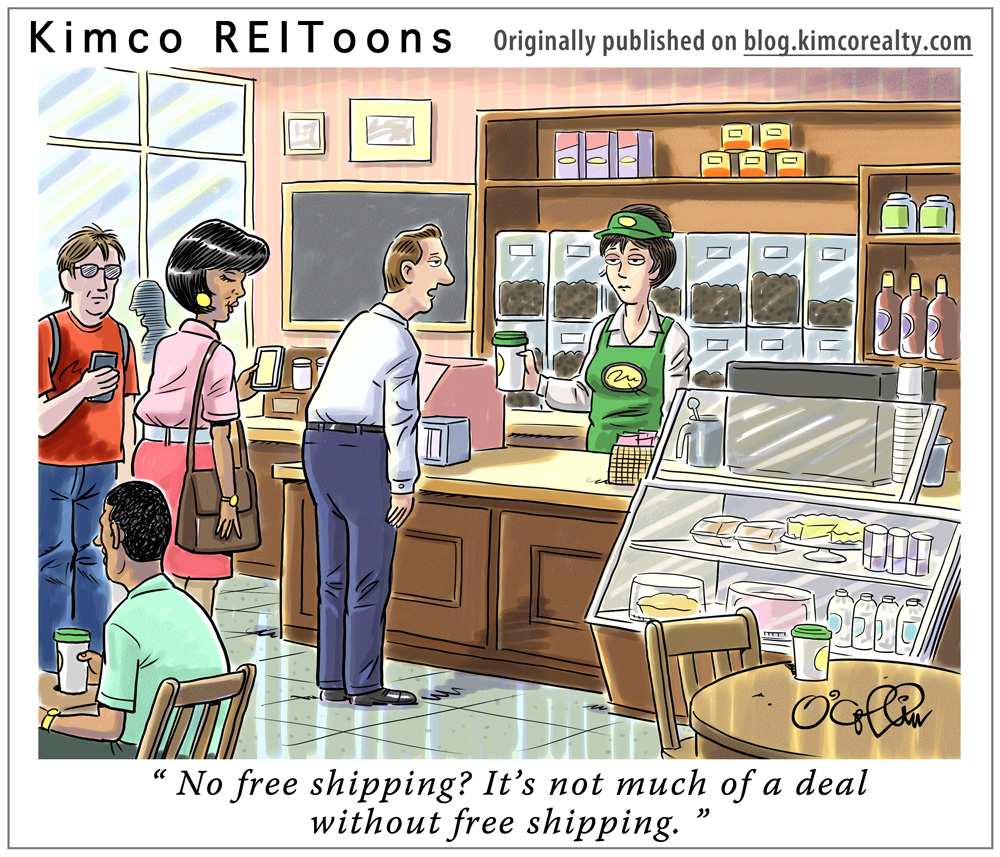 Kimco REIToons
Originally published on blog.kimcorealty.com
“ No free shipping? It’s not much of a deal
without free shipping. ”